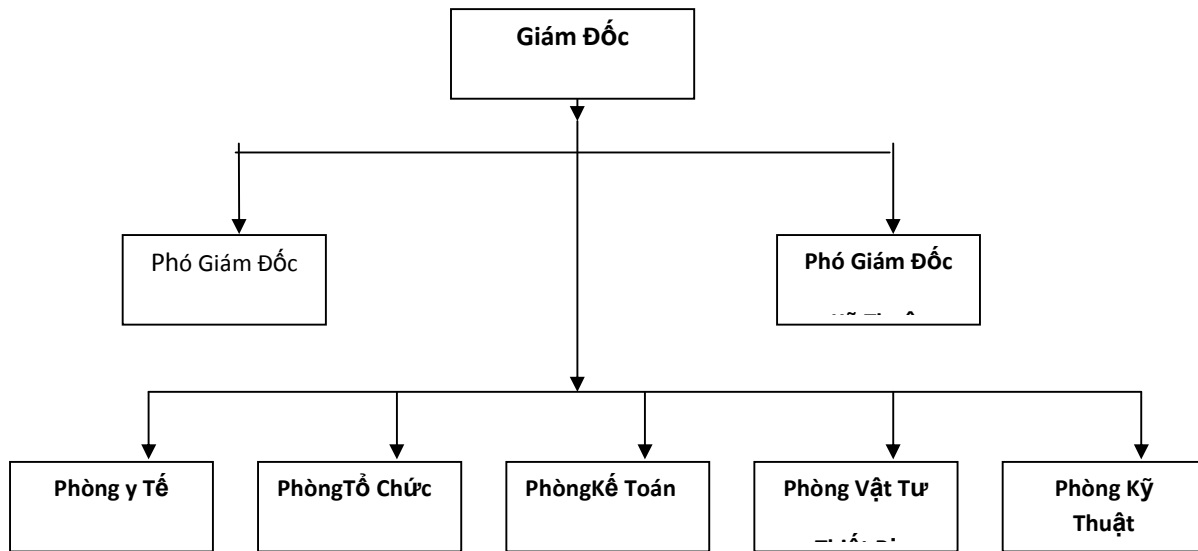 Giám Đốc
Phó Giám Đốc
Phó Giám Đốc
Phòng y Tế
PhòngTổ Chức
PhòngKế Toán
Phòng Vật Tư
Phòng Kỹ
Thuật